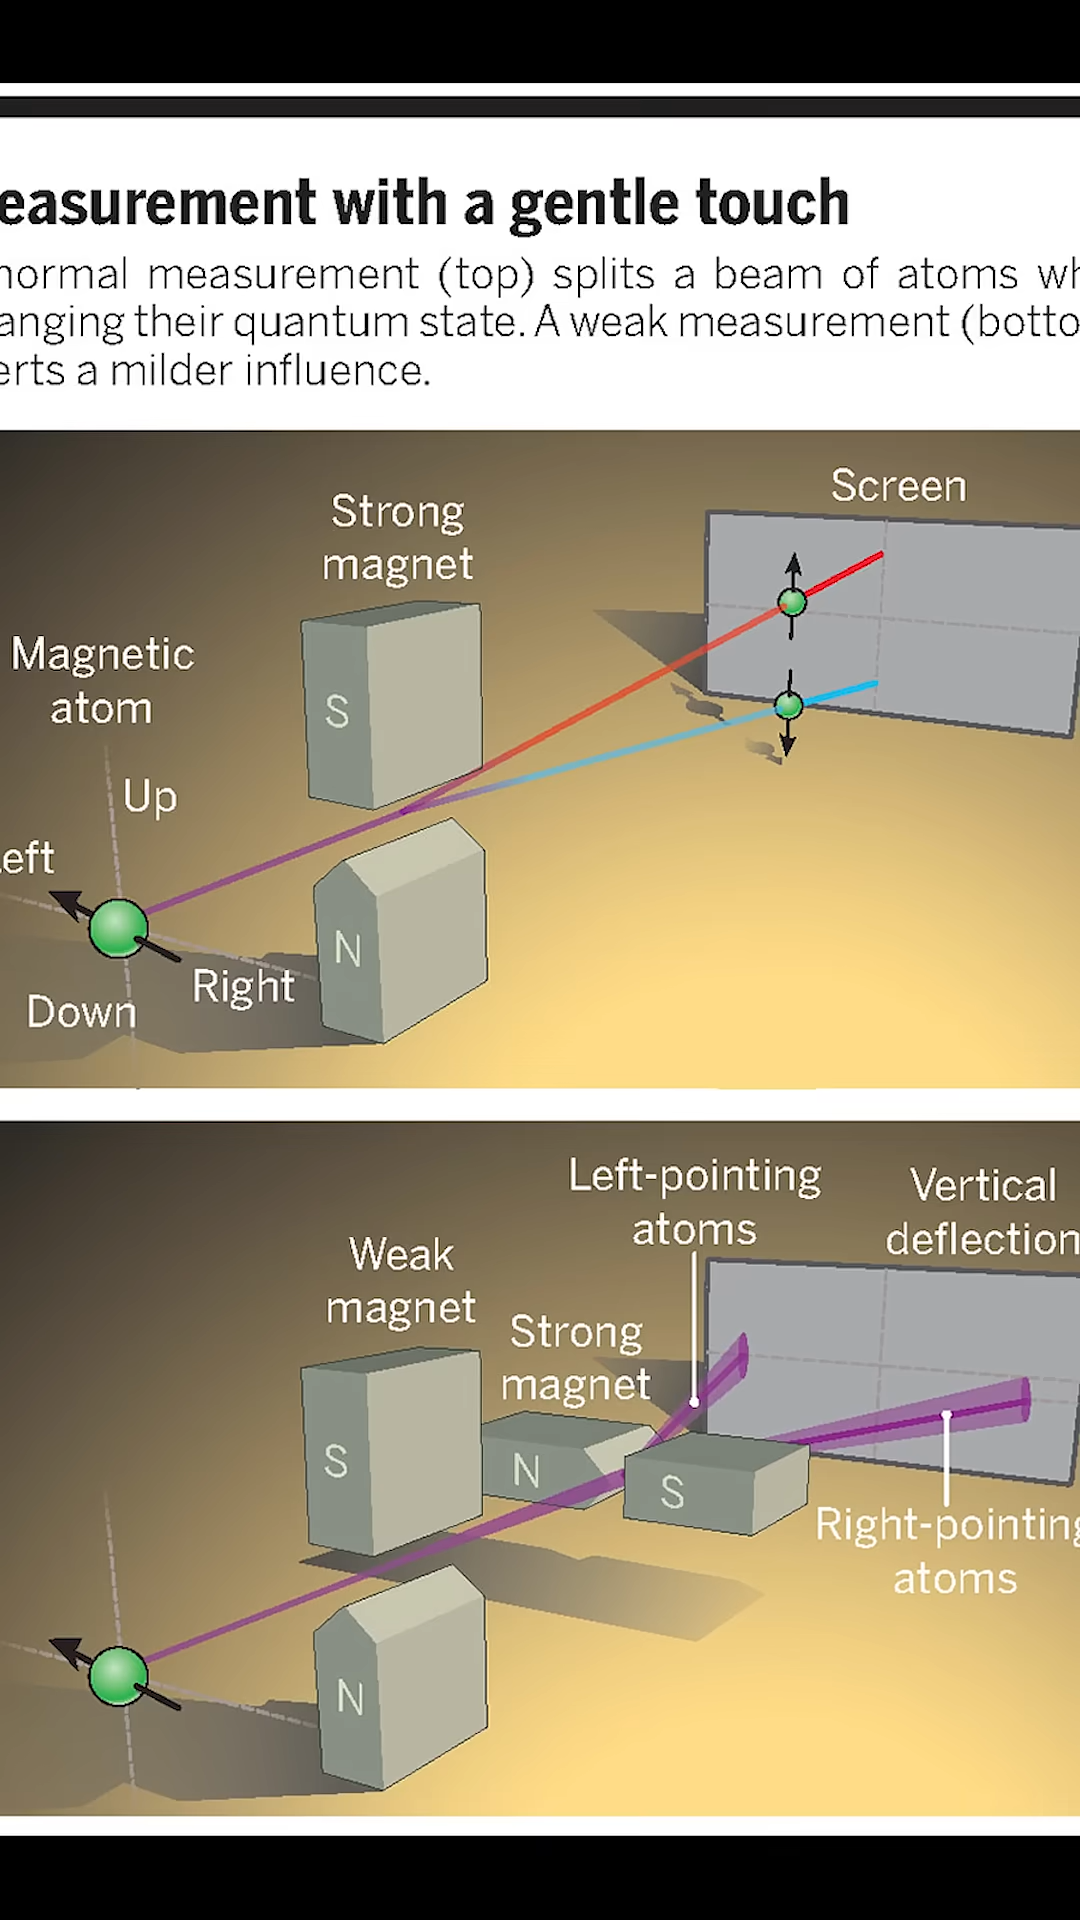 easurement with a gentle touch
normal measurement (top) splits a beam of atoms wh
anging their quantum state. A weak measurement (botto
erts a milder influence.
Screen
Strong
magnet
Magnetic
atom
S
Up
eft
N
Right
Down
Left-pointing
atoms
Vertical
deflection
Weak
magnet
Strong
magnet
S
N
S
Right-pointing
atoms
N